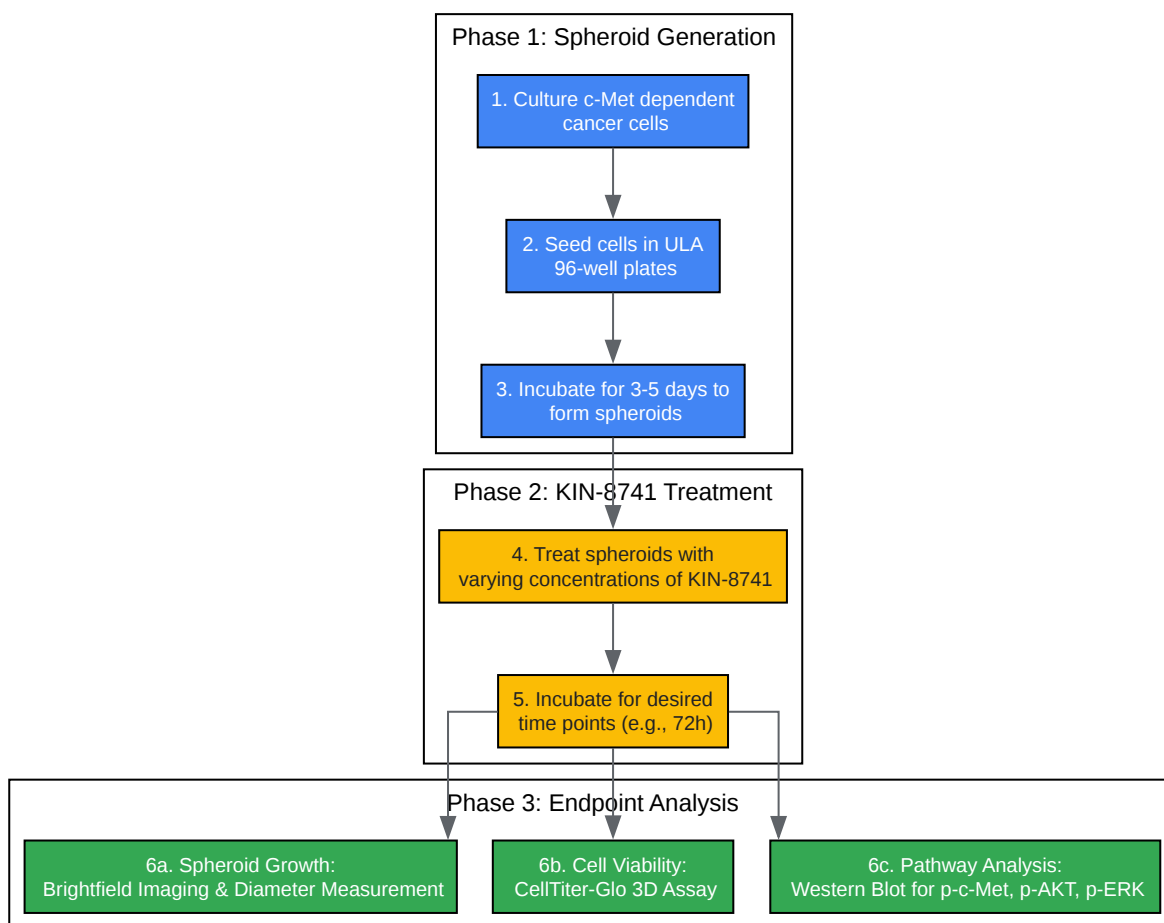 Phase 1: Spheroid Generation
1. Culture c-Met dependent
cancer cells
2. Seed cells in ULA
96-well plates
3. Incubate for 3-5 days to
form spheroids
Phase 2: KIN-8741 Treatment
4. Treat spheroids with
varying concentrations of KIN-8741
5. Incubate for desired
time points (e.g., 72h)
Phase 3: Endpoint Analysis
6a. Spheroid Growth:
Brightfield Imaging & Diameter Measurement
6b. Cell Viability:
CellTiter-Glo 3D Assay
6c. Pathway Analysis:
Western Blot for p-c-Met, p-AKT, p-ERK